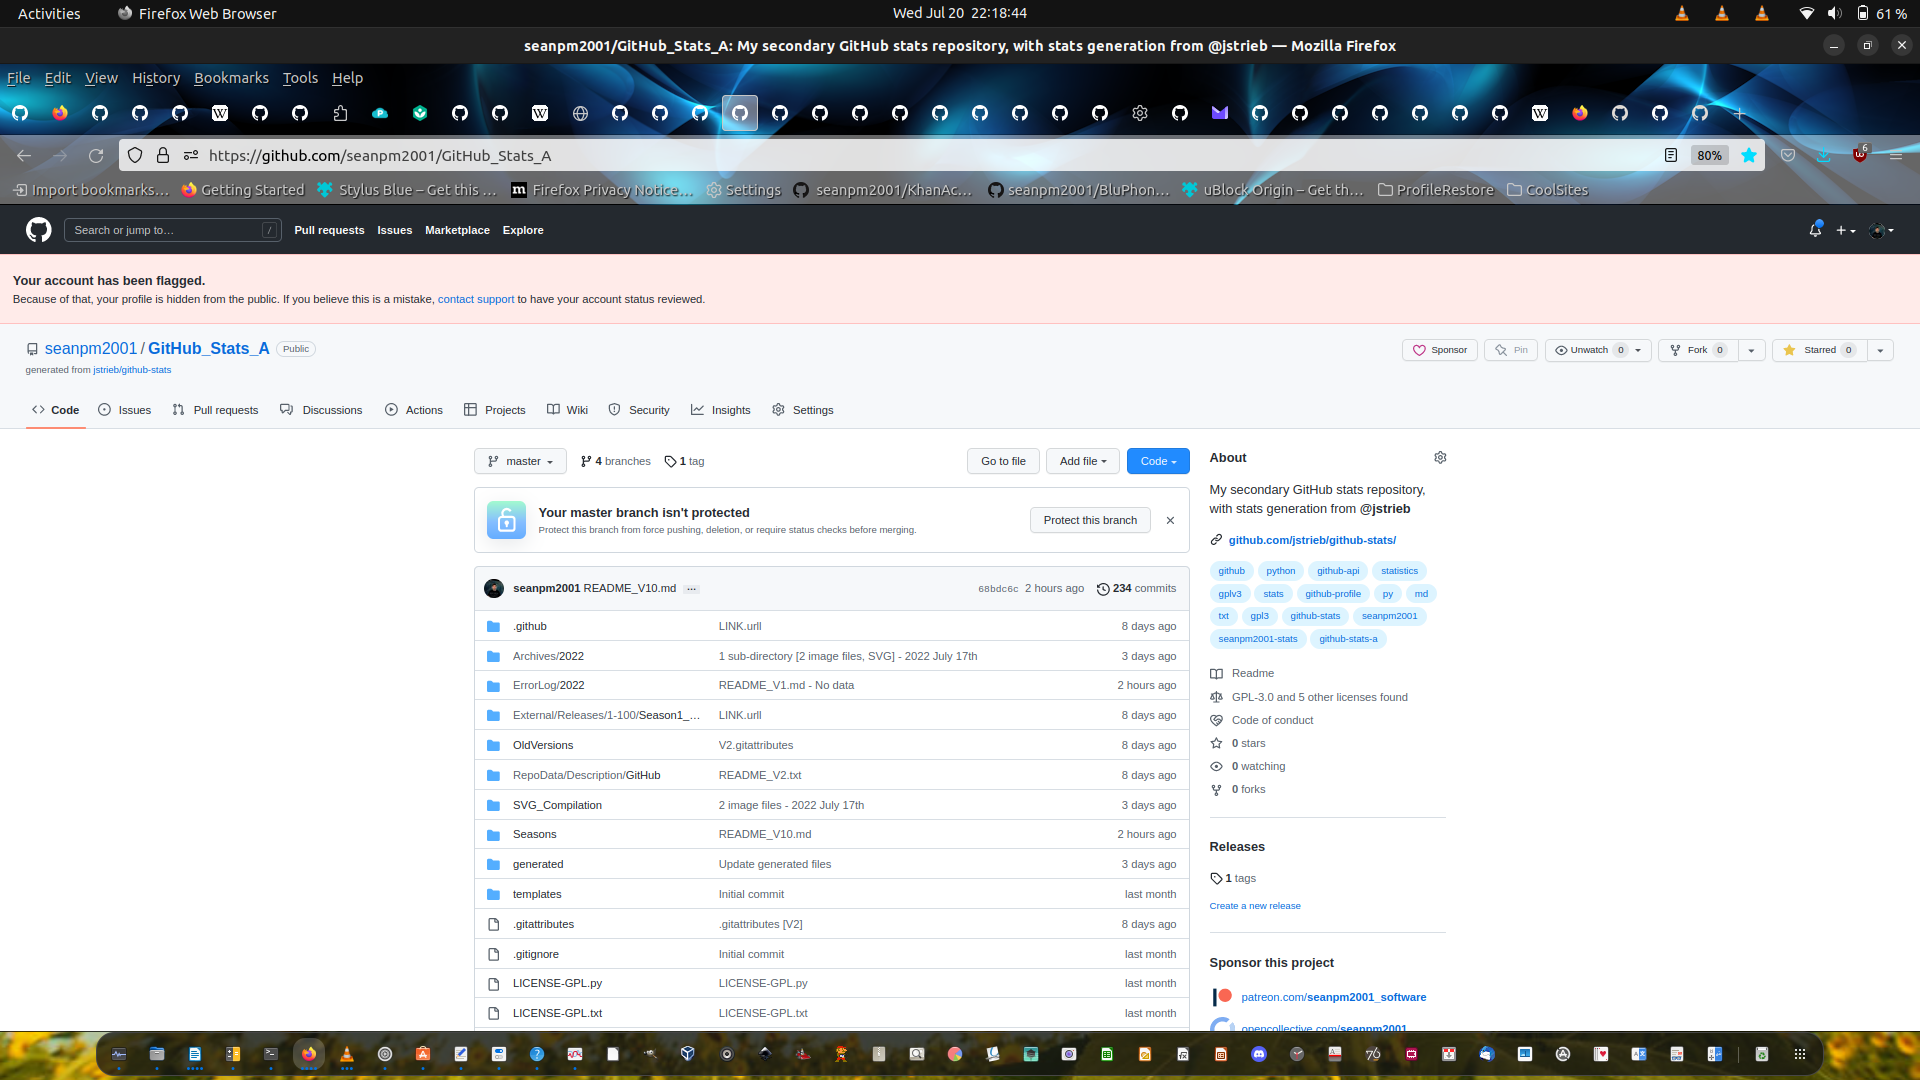 Activities
Firefox Web Browser
Wed Jul 20 22:18:44
61 %
seanpm2001/GitHub_Stats_A: My secondary GitHub stats repository, with stats generation from @jstrieb — Mozilla Firefox
File Edit View History Bookmarks Tools Help
https://github.com/seanpm2001/GitHub_Stats_A
80%
6
Import bookmarks…
Getting Started
Stylus Blue – Get this …
Firefox Privacy Notice…
Settings
seanpm2001/KhanAc…
seanpm2001/BluPhon…
uBlock Origin – Get th…
ProfileRestore
CoolSites
Search or jump to…
/
Pull requests
Issues
Marketplace
Explore
Your account has been flagged.
Because of that, your profile is hidden from the public. If you believe this is a mistake, contact support to have your account status reviewed.
seanpm2001 / GitHub_Stats_A Public
generated from jstrieb/github-stats
Sponsor
Pin
Unwatch 0
Fork 0
Starred 0
Code
Issues
Pull requests
Discussions
Actions
Projects
Wiki
Security
Insights
Settings
master
4 branches
1 tag
Go to file
Add file
Code
Your master branch isn't protected
Protect this branch from force pushing, deletion, or require status checks before merging.
Protect this branch
seanpm2001 README_V10.md …
68bdc6c 2 hours ago
234 commits
.github LINK.urll 8 days ago
Archives/2022 1 sub-directory [2 image files, SVG] - 2022 July 17th 3 days ago
ErrorLog/2022 README_V1.md - No data 2 hours ago
External/Releases/1-100/Season1_… LINK.urll 8 days ago
OldVersions V2.gitattributes 8 days ago
RepoData/Description/GitHub README_V2.txt 8 days ago
SVG_Compilation 2 image files - 2022 July 17th 3 days ago
Seasons README_V10.md 2 hours ago
generated Update generated files 3 days ago
templates Initial commit last month
.gitattributes .gitattributes [V2] 8 days ago
.gitignore Initial commit last month
LICENSE-GPL.py LICENSE-GPL.py last month
LICENSE-GPL.txt LICENSE-GPL.txt last month
About
My secondary GitHub stats repository,
with stats generation from @jstrieb
github.com/jstrieb/github-stats/
github python github-api statistics
gplv3 stats github-profile py md
txt gpl3 github-stats seanpm2001
seanpm2001-stats github-stats-a
Readme
GPL-3.0 and 5 other licenses found
Code of conduct
0 stars
0 watching
0 forks
Releases
1 tags
Create a new release
Sponsor this project
patreon.com/seanpm2001_software
opencollective.com/seanpm2001